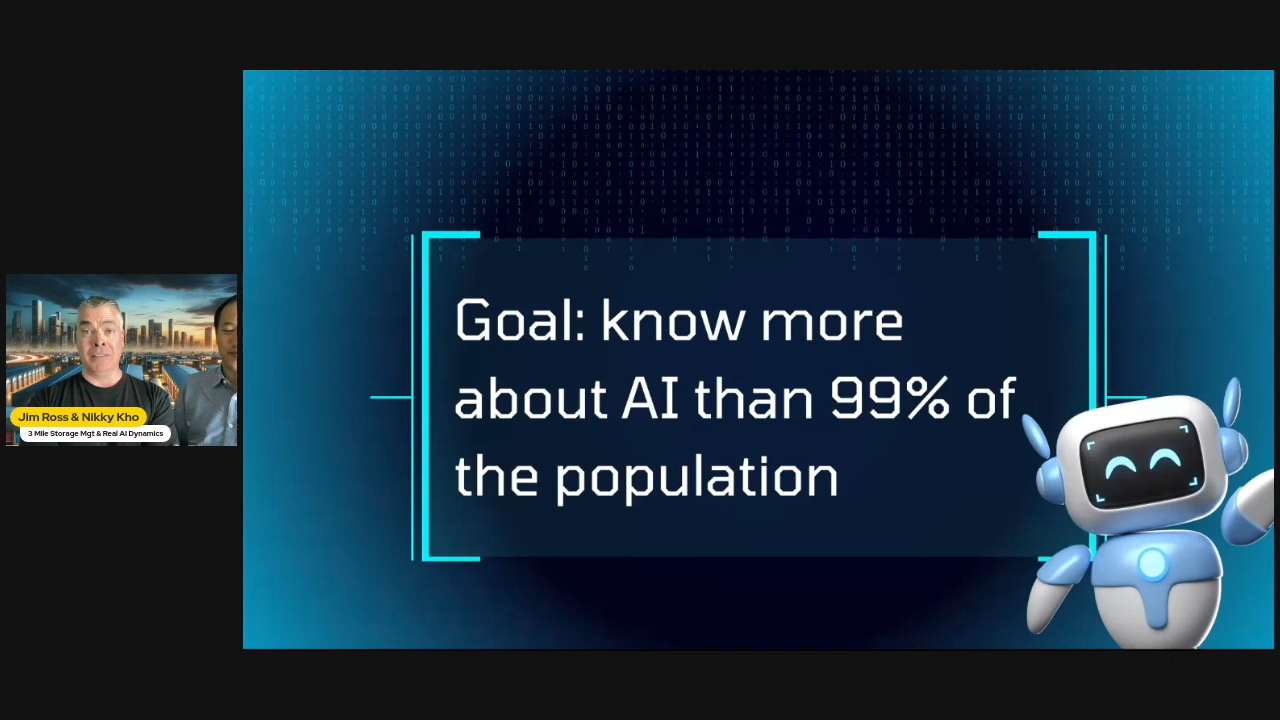 Jim Ross & Nikky Kho
3 Mile Storage Mgt & Real AI Dynamics
Goal: know more
about AI than 99% of
the population